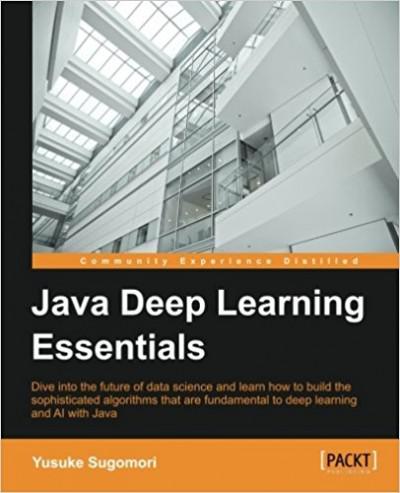 Community Experience Distilled
Java Deep Learning
Essentials
Dive into the future of data science and learn how to build the
sophisticated algorithms that are fundamental to deep learning
and AI with Java
Yusuke Sugomori
[PACKT]
PUBLISHING